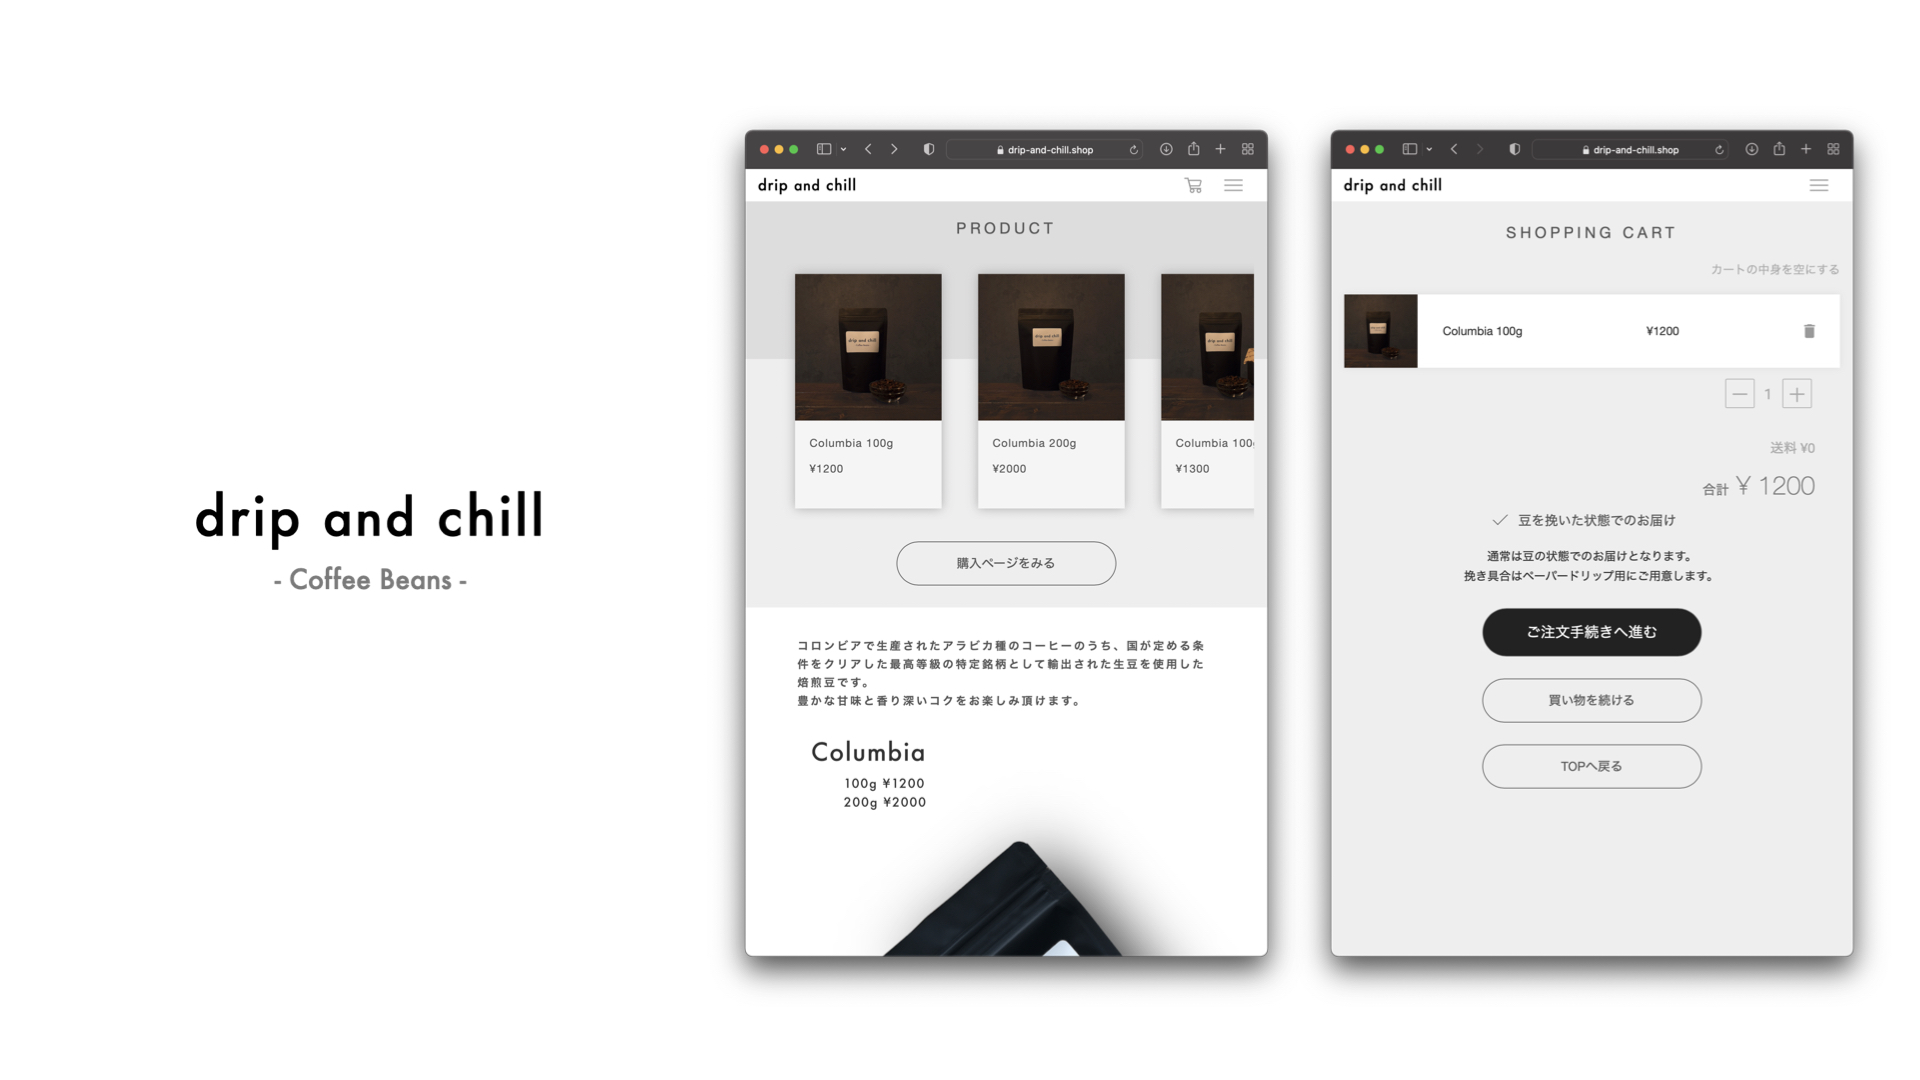 drip and chill
- Coffee Beans -
drip-and-chill.shop
drip and chill
PRODUCT
drip and chill
drip and chill
drip and chill
Columbia 100g
¥1200
Columbia 200g
¥2000
Columbia 100g
¥1300
購入ページをみる
コロンビアで生産されたアラビカ種のコーヒーのうち、国が定める条
件をクリアした最高等級の特定銘柄として輸出された生豆を使用した
焙煎豆です。
豊かな甘味と香り深いコクをお楽しみ頂けます。
Columbia
100g ¥1200
200g ¥2000
drip-and-chill.shop
drip and chill
SHOPPING CART
カートの中身を空にする
Columbia 100g
¥1200
1
送料 ¥0
合計 ¥ 1200
豆を挽いた状態でのお届け
通常は豆の状態でのお届けとなります。
挽き具合はペーパードリップ用にご用意します。
ご注文手続きへ進む
買い物を続ける
TOPへ戻る